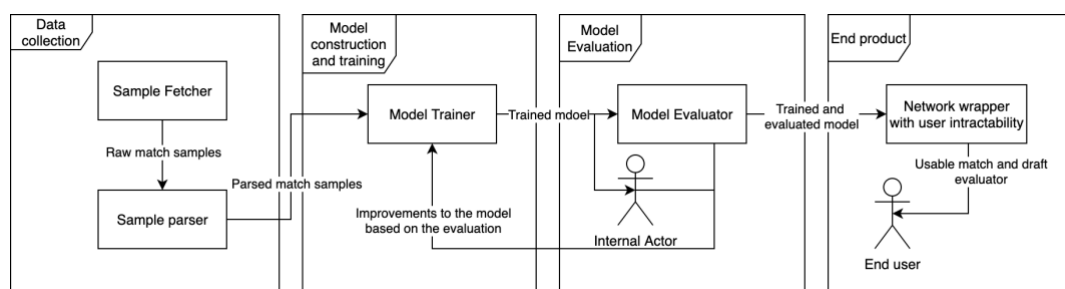 Data
collection
Sample Fetcher
Raw match samples
Sample parser
Parsed match samples
Model
construction
and training
Model Trainer
Trained mdoel
Improvements to the model
based on the evaluation
Model
Evaluation
Model Evaluator
Internal Actor
Trained and
evaluated model
End product
Network wrapper
with user intractability
Usable match and draft
evaluator
End user